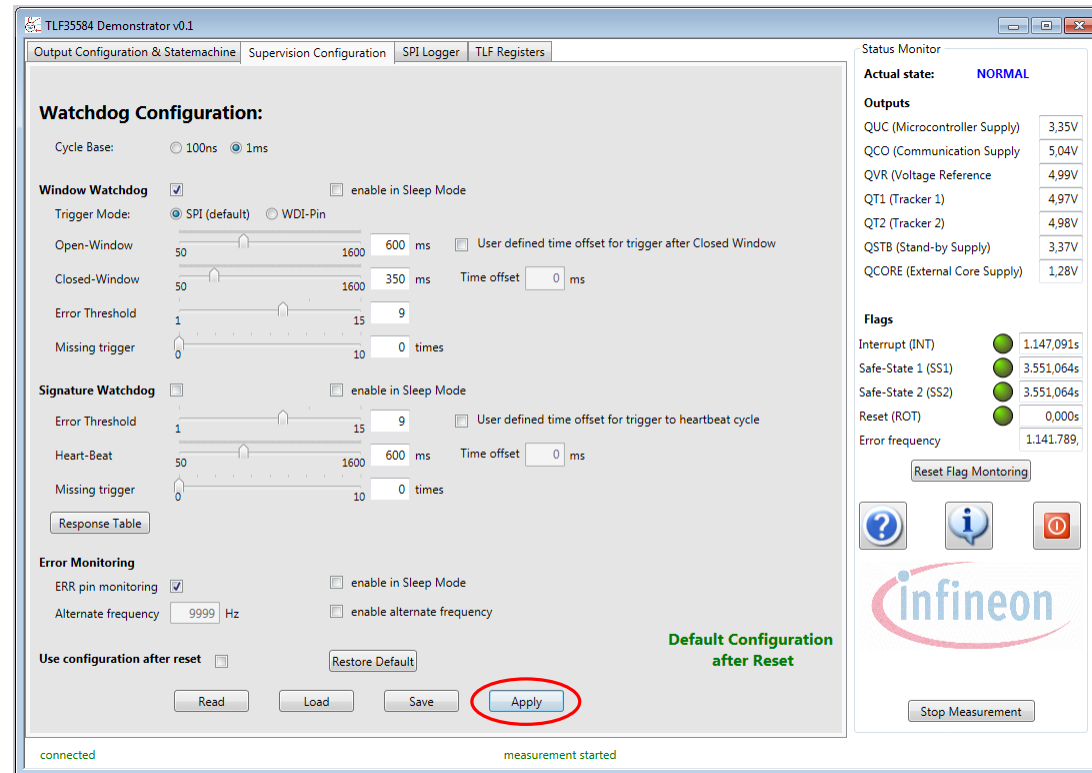 TLF35584 Demonstrator v0.1
Output Configuration & Statemachine Supervision Configuration SPI Logger TLF Registers
Watchdog Configuration:
Cycle Base: 100ns 1ms
Window Watchdog enable in Sleep Mode
Trigger Mode: SPI (default) WDI-Pin
Open-Window 50 1600 600 ms User defined time offset for trigger after Closed Window
Closed-Window 50 1600 350 ms Time offset 0 ms
Error Threshold 1 15 9
Missing trigger 0 10 0 times
Signature Watchdog enable in Sleep Mode
Error Threshold 1 15 9 User defined time offset for trigger to heartbeat cycle
Heart-Beat 50 1600 600 ms Time offset 0 ms
Missing trigger 0 10 0 times
Response Table
Error Monitoring
ERR pin monitoring enable in Sleep Mode
Alternate frequency 9999 Hz enable alternate frequency
Default Configuration
after Reset
Use configuration after reset Restore Default
Read Load Save Apply
connected measurement started
Status Monitor
Actual state: NORMAL
Outputs
QUC (Microcontroller Supply) 3,35V
QCO (Communication Supply 5,04V
QVR (Voltage Reference 4,99V
QT1 (Tracker 1) 4,97V
QT2 (Tracker 2) 4,98V
QSTB (Stand-by Supply) 3,37V
QCORE (External Core Supply) 1,28V
Flags
Interrupt (INT) 1.147,091s
Safe-State 1 (SS1) 3.551,064s
Safe-State 2 (SS2) 3.551,064s
Reset (ROT) 0,000s
Error frequency 1.141.789,
Reset Flag Montoring
infineon
Stop Measurement